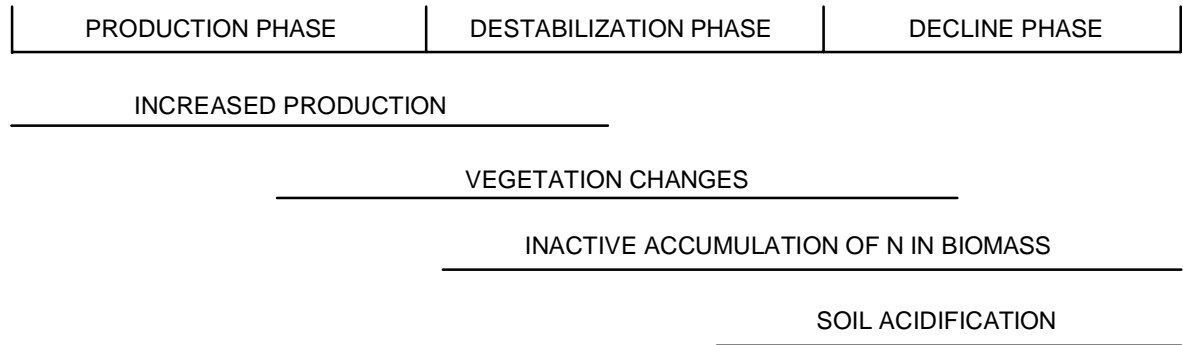 PRODUCTION PHASE DESTABILIZATION PHASE DECLINE PHASE
INCREASED PRODUCTION
VEGETATION CHANGES
INACTIVE ACCUMULATION OF N IN BIOMASS
SOIL ACIDIFICATION